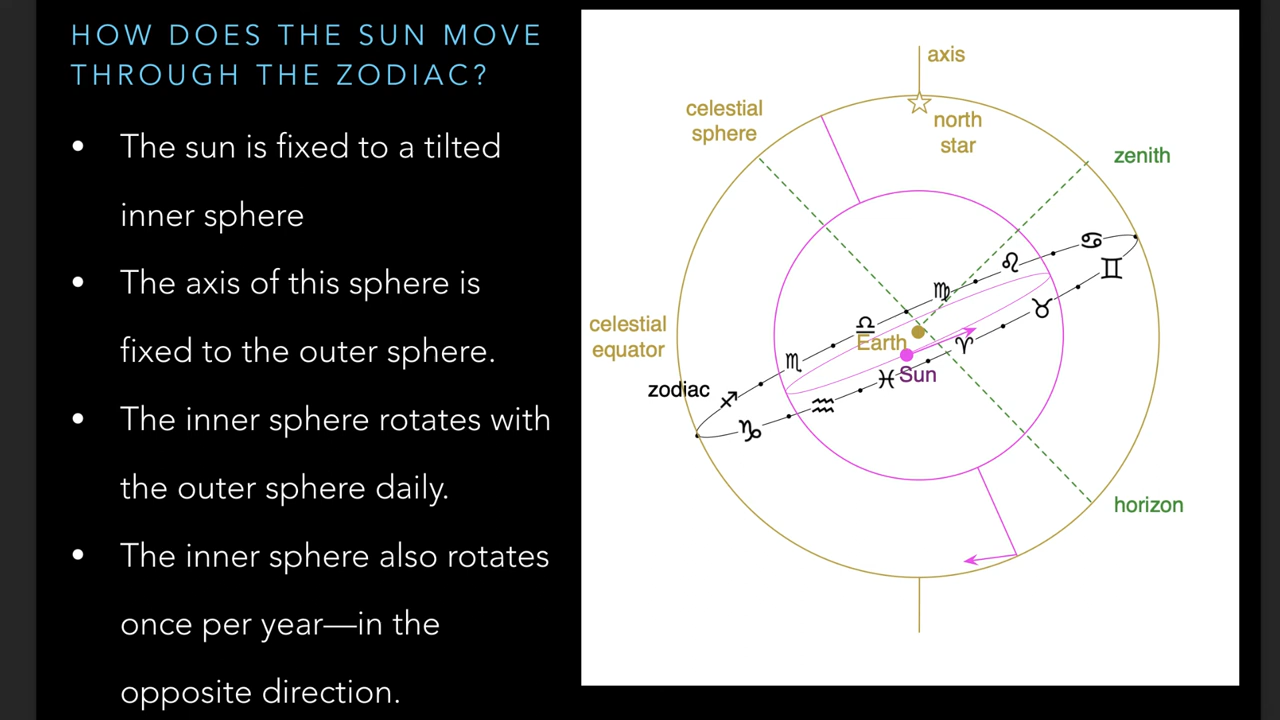 HOW DOES THE SUN MOVE
THROUGH THE ZODIAC?
• The sun is fixed to a tilted
inner sphere
• The axis of this sphere is
fixed to the outer sphere.
• The inner sphere rotates with
the outer sphere daily.
• The inner sphere also rotates
once per year—in the
opposite direction.
axis
celestial
sphere
north
star
zenith
♋
♊
♌
♍
♉
♎
celestial
equator
Earth
♈
♏
Sun
♓
zodiac
♐
♒
♑
horizon